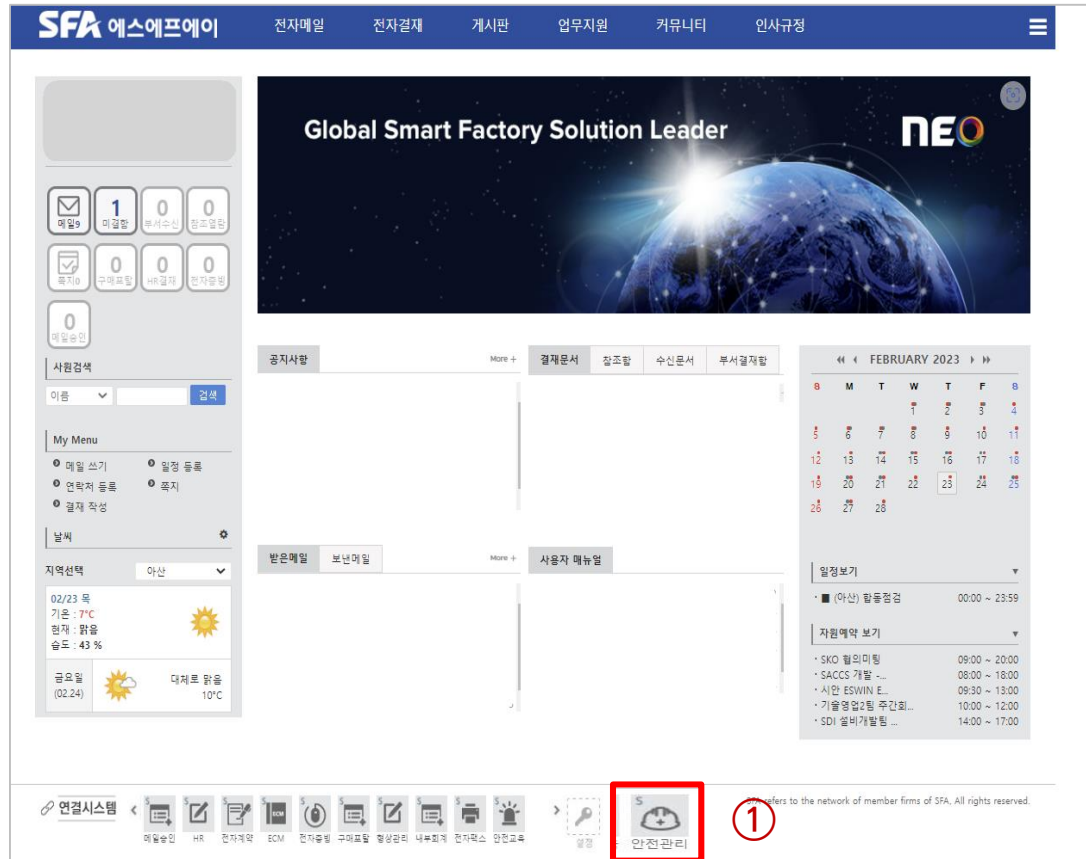 SFA 에스에프에이 전자메일 전자결재 게시판 업무지원 커뮤니티 인사규정
Global Smart Factory Solution Leader
neo
메일9
1 미결함
0 부서수신
0 참조열람
쪽지0
0 구매포탈
0 HR결재
0 전자증빙
0 메일승인
사원검색
이름 검색
My Menu
메일 쓰기 일정 등록
연락처 등록 쪽지
결재 작성
날씨
지역선택 아산
02/23 목
기온 : 7°C
현재 : 맑음
습도 : 43 %
금요일 대체로 맑음
(02.24) 10°C
공지사항 More +
결재문서 참조함 수신문서 부서결재함
받은메일 보낸메일 More +
사용자 매뉴얼
FEBRUARY 2023
S M T W T F S
1 2 3 4
5 6 7 8 9 10 11
12 13 14 15 16 17 18
19 20 21 22 23 24 25
26 27 28
일정보기
(아산) 합동점검 00:00 ~ 23:59
자원예약 보기
SKO 협의미팅 09:00 ~ 20:00
SACCS 개발 -... 08:00 ~ 18:00
시안 ESWIN E... 09:30 ~ 13:00
기술영업2팀 주간회... 10:00 ~ 12:00
SDI 설비개발팀 ... 14:00 ~ 17:00
연결시스템
메일승인 HR 전자계약 ECM 전자증빙 구매포탈 형상관리 내부회계 전자팩스 안전교육 설정
S 안전관리
①
SFA refers to the network of member firms of SFA, All rights reserved.